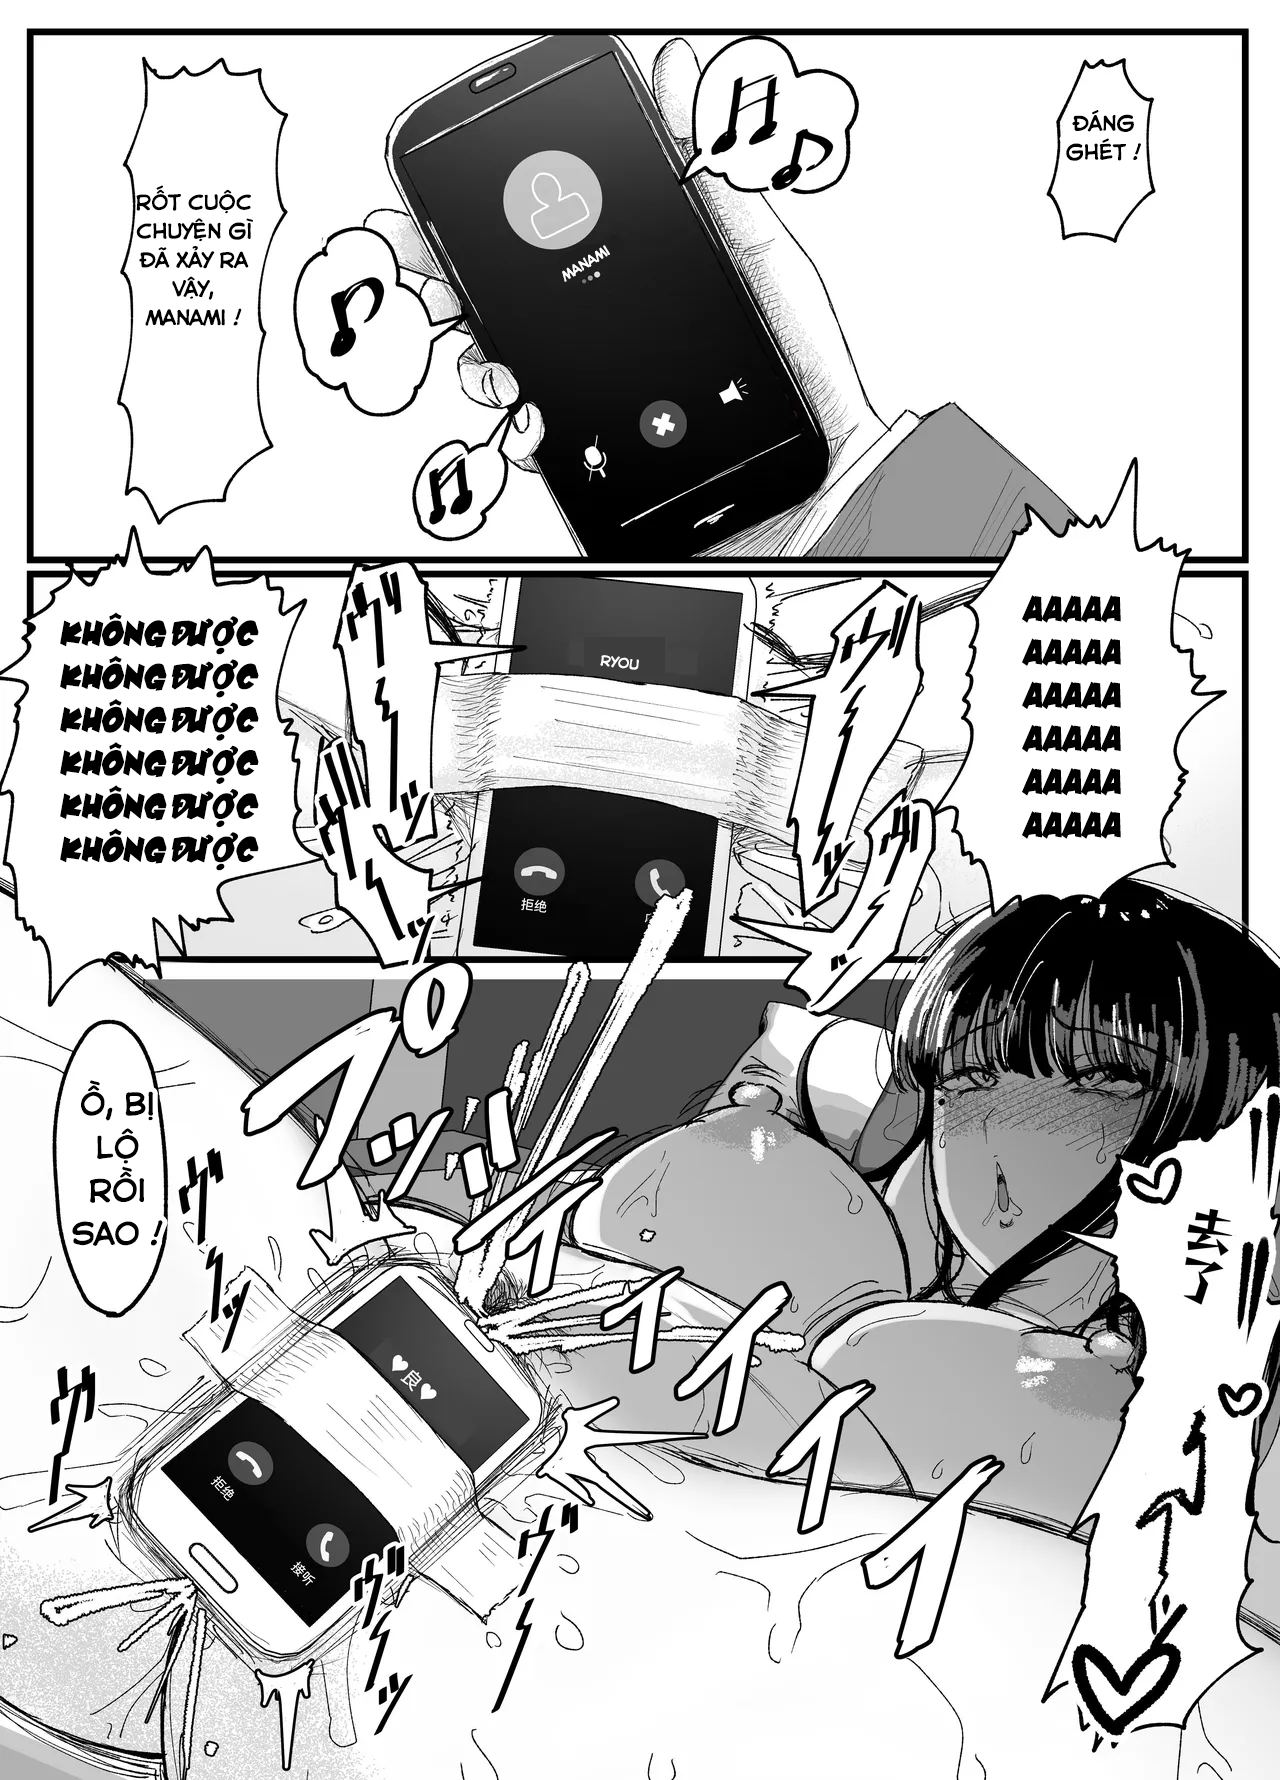 ĐÁNG
GHÉT !
MANAMI
RỐT CUỘC
CHUYỆN GÌ
ĐÃ XẢY RA
VẬY,
MANAMI !
AAAAA
AAAAA
AAAAA
AAAAA
AAAAA
AAAAA
RYOU
拒绝
KHÔNG ĐƯỢC
KHÔNG ĐƯỢC
KHÔNG ĐƯỢC
KHÔNG ĐƯỢC
KHÔNG ĐƯỢC
KHÔNG ĐƯỢC
去了
Ồ, BỊ
LỘ
RỒI
SAO !
♥良♥
拒绝
接听